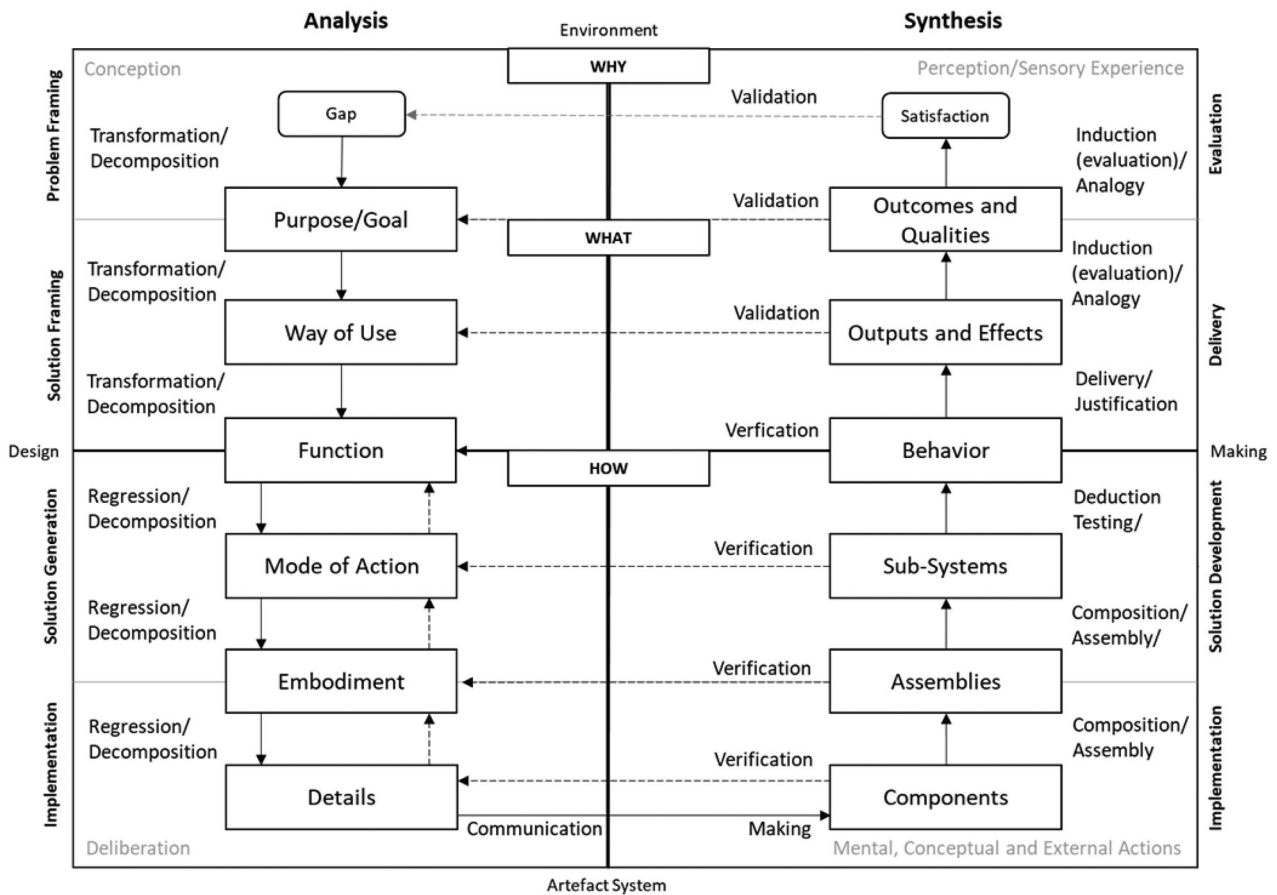 Analysis
Environment
Synthesis
Conception
WHY
Perception/Sensory Experience
Problem Framing
Gap
Validation
Satisfaction
Evaluation
Transformation/
Decomposition
Induction
(evaluation)/
Analogy
Purpose/Goal
Validation
Outcomes and
Qualities
WHAT
Solution Framing
Transformation/
Decomposition
Induction
(evaluation)/
Analogy
Way of Use
Validation
Outputs and Effects
Delivery
Transformation/
Decomposition
Delivery/
Justification
Design
Function
Verfication
Behavior
Making
HOW
Solution Generation
Regression/
Decomposition
Deduction
Testing/
Mode of Action
Verification
Sub-Systems
Solution Development
Regression/
Decomposition
Composition/
Assembly/
Embodiment
Verification
Assemblies
Implementation
Regression/
Decomposition
Composition/
Assembly
Implementation
Verification
Details
Components
Communication
Making
Deliberation
Mental, Conceptual and External Actions
Artefact System